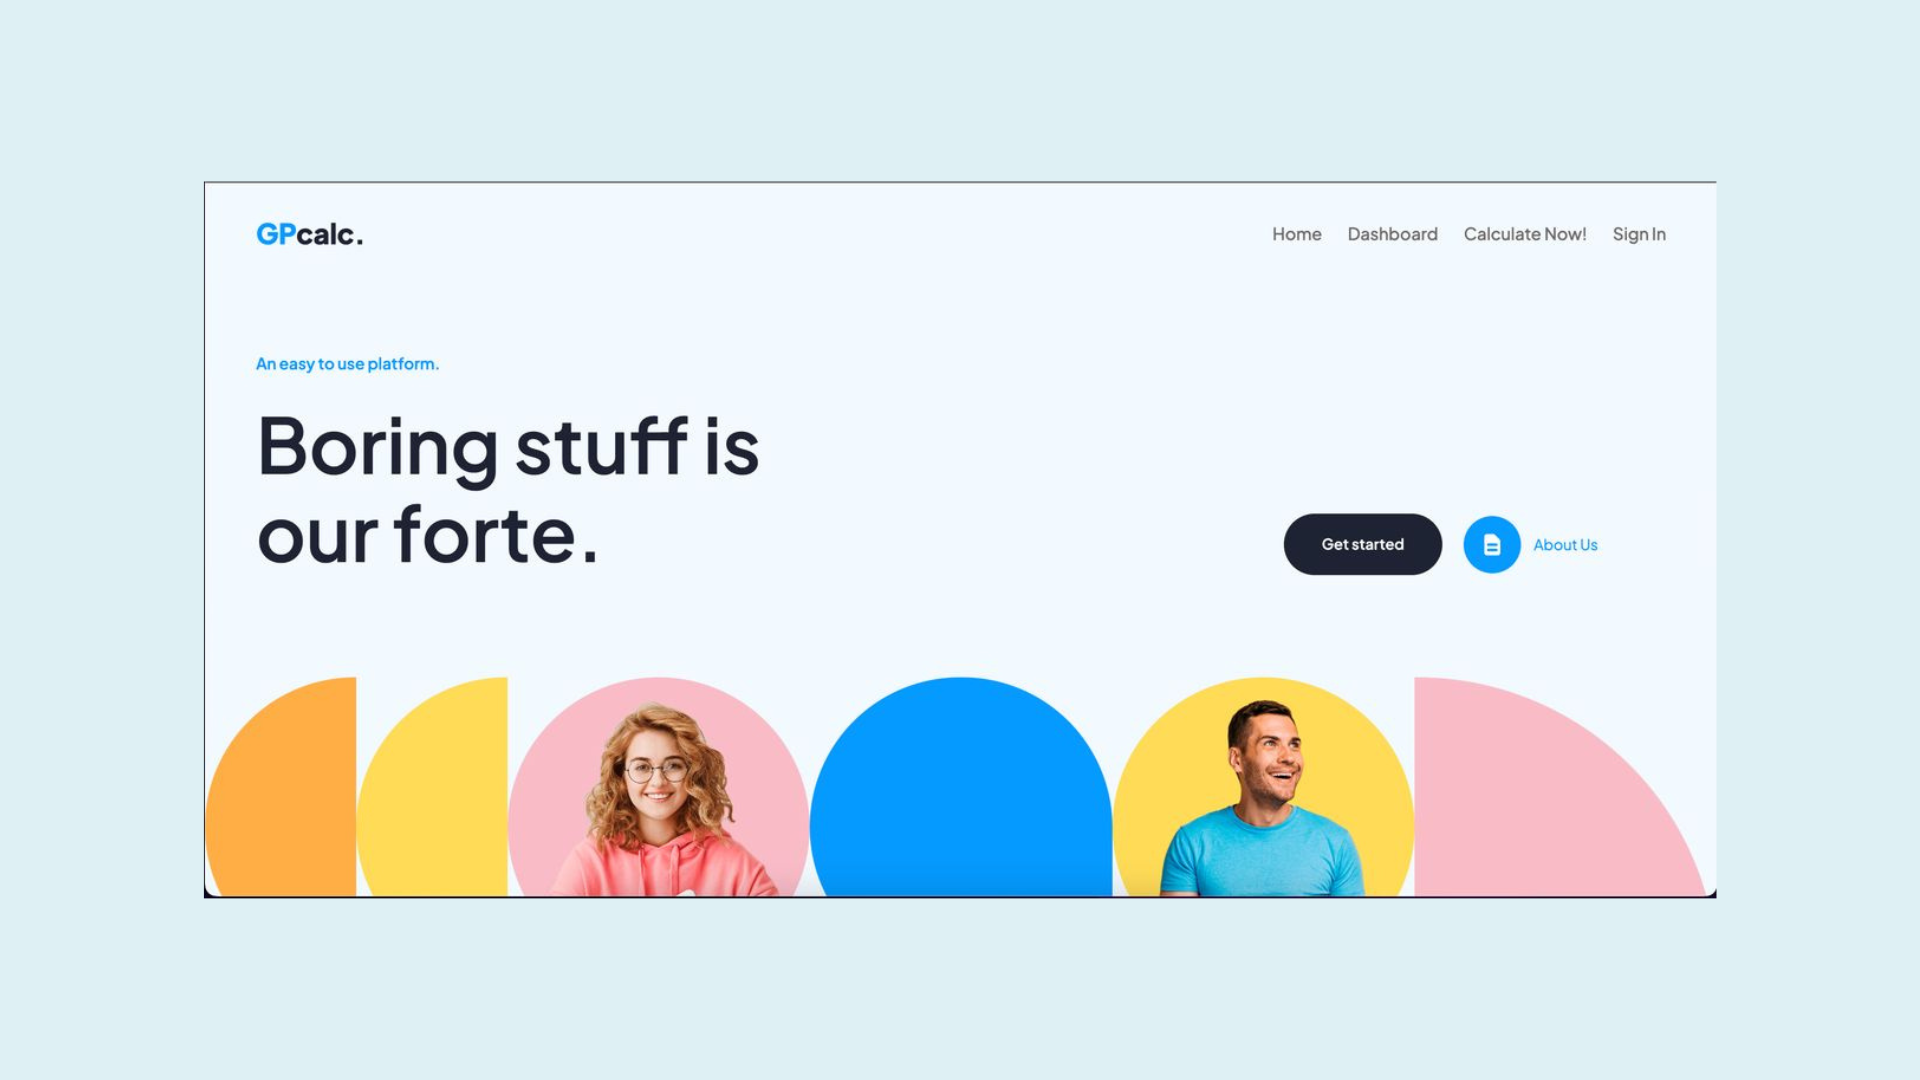 GPcalc.
Home Dashboard Calculate Now! Sign In
An easy to use platform.
Boring stuff is
our forte.
Get started
About Us